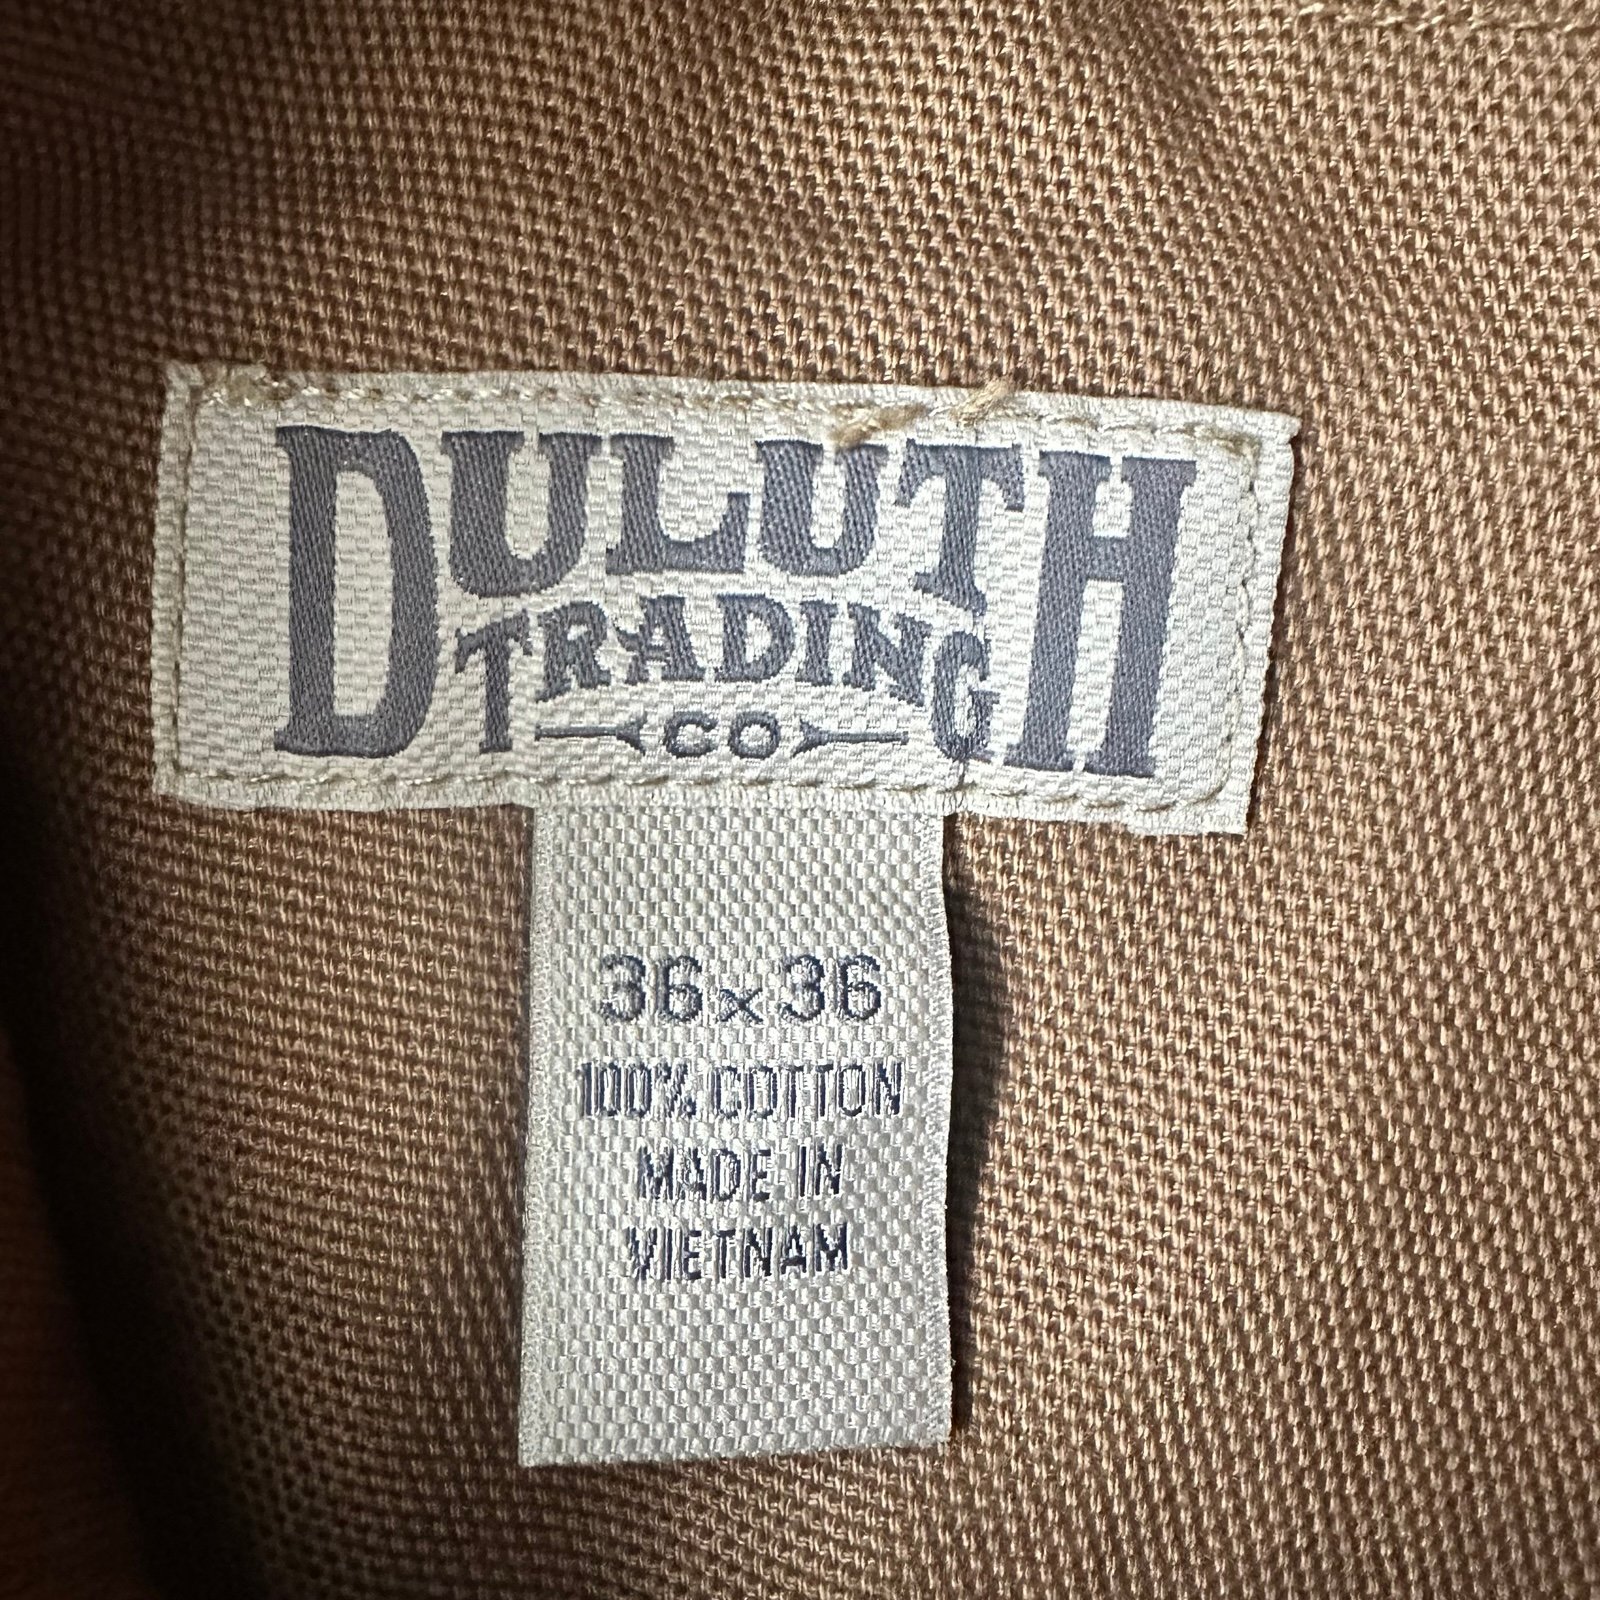 DULUTH
TRADING
CO
36x36
100% COTTON
MADE IN
VIETNAM